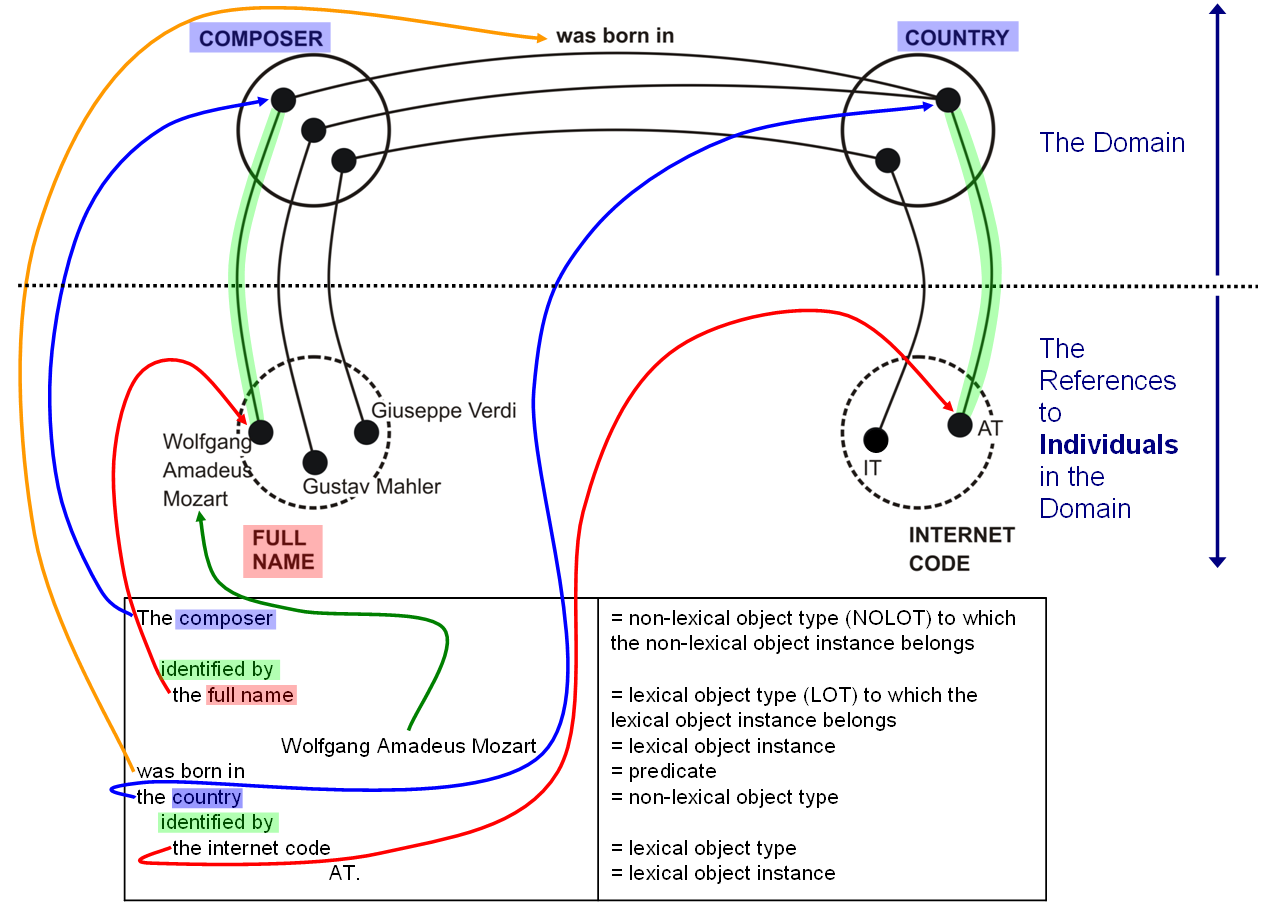 COMPOSER
was born in
COUNTRY
The Domain
The
References
to
Individuals
in the
Domain
Giuseppe Verdi
Wolfgang
Amadeus
Mozart
Gustav Mahler
AT
IT
FULL
NAME
INTERNET
CODE
The composer
= non-lexical object type (NOLOT) to which
the non-lexical object instance belongs
identified by
the full name
= lexical object type (LOT) to which the
lexical object instance belongs
Wolfgang Amadeus Mozart
= lexical object instance
was born in
= predicate
the country
= non-lexical object type
identified by
the internet code
= lexical object type
AT.
= lexical object instance